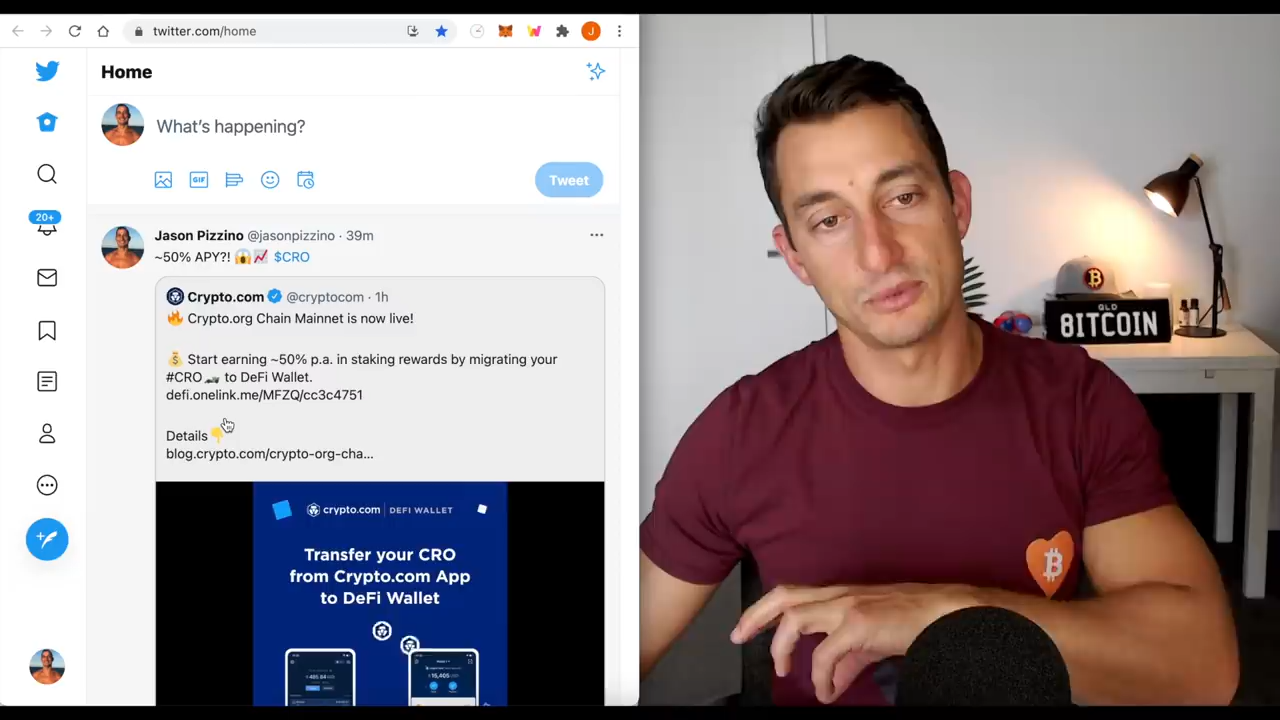 twitter.com/home
J
Home
What's happening?
GIF
Tweet
20+
Jason Pizzino @jasonpizzino · 39m
~50% APY?! 😱📈 $CRO
Crypto.com @cryptocom · 1h
🔥 Crypto.org Chain Mainnet is now live!
💰 Start earning ~50% p.a. in staking rewards by migrating your
#CRO to DeFi Wallet.
defi.onelink.me/MFZQ/cc3c4751
Details👇
blog.crypto.com/crypto-org-cha...
crypto.com | DEFI WALLET
Transfer your CRO
from Crypto.com App
to DeFi Wallet
QLD
8ITCOIN